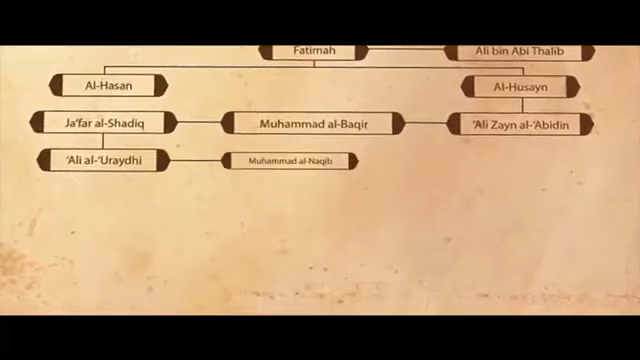 Fatimah
Ali bin Abi Thalib
Al-Hasan
Al-Husayn
Ja'far al-Shadiq
Muhammad al-Baqir
'Ali Zayn al-'Abidin
'Ali al-'Uraydhi
Muhammad al-Naqib